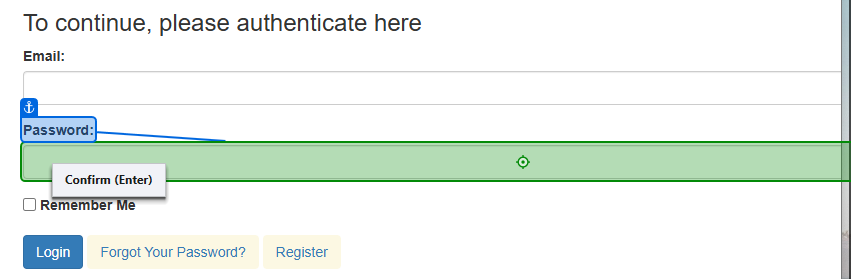 To continue, please authenticate here
Email:
Password:
Confirm (Enter)
Remember Me
Login Forgot Your Password? Register